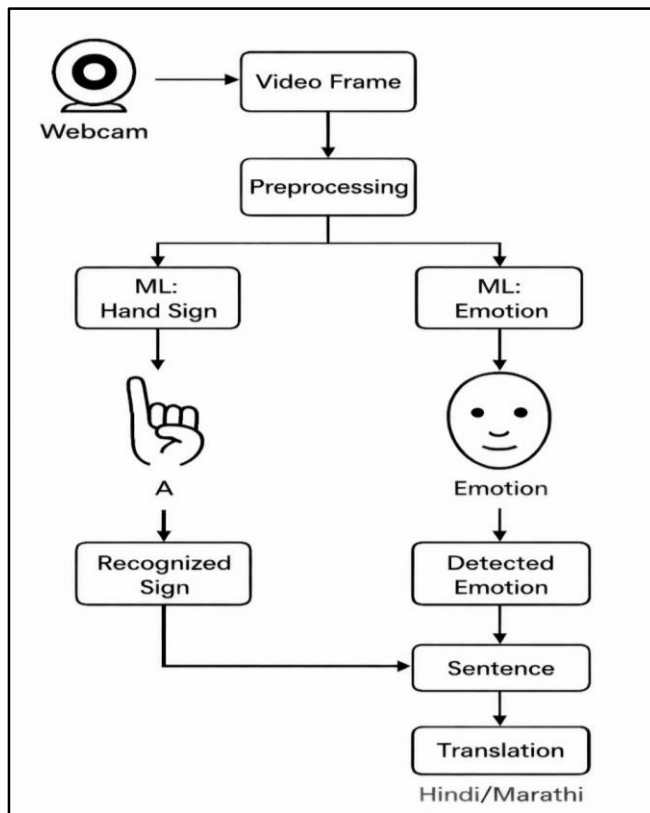 Video Frame
Webcam
Preprocessing
ML:
Hand Sign
ML:
Emotion
A
Emotion
Recognized
Sign
Detected
Emotion
Sentence
Translation
Hindi/Marathi